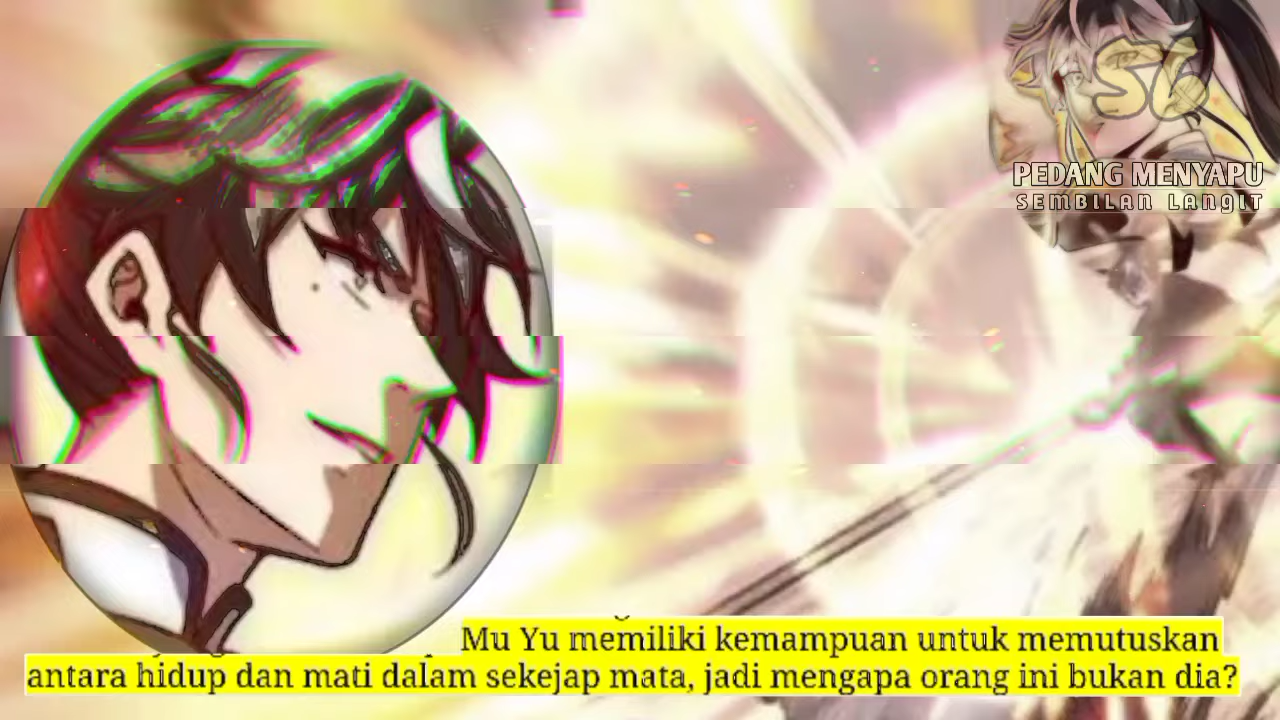 56
PEDANG MENYAPU
SEMBILAN LANGIT
Mu Yu memiliki kemampuan untuk memutuskan
antara hidup dan mati dalam sekejap mata, jadi mengapa orang ini bukan dia?